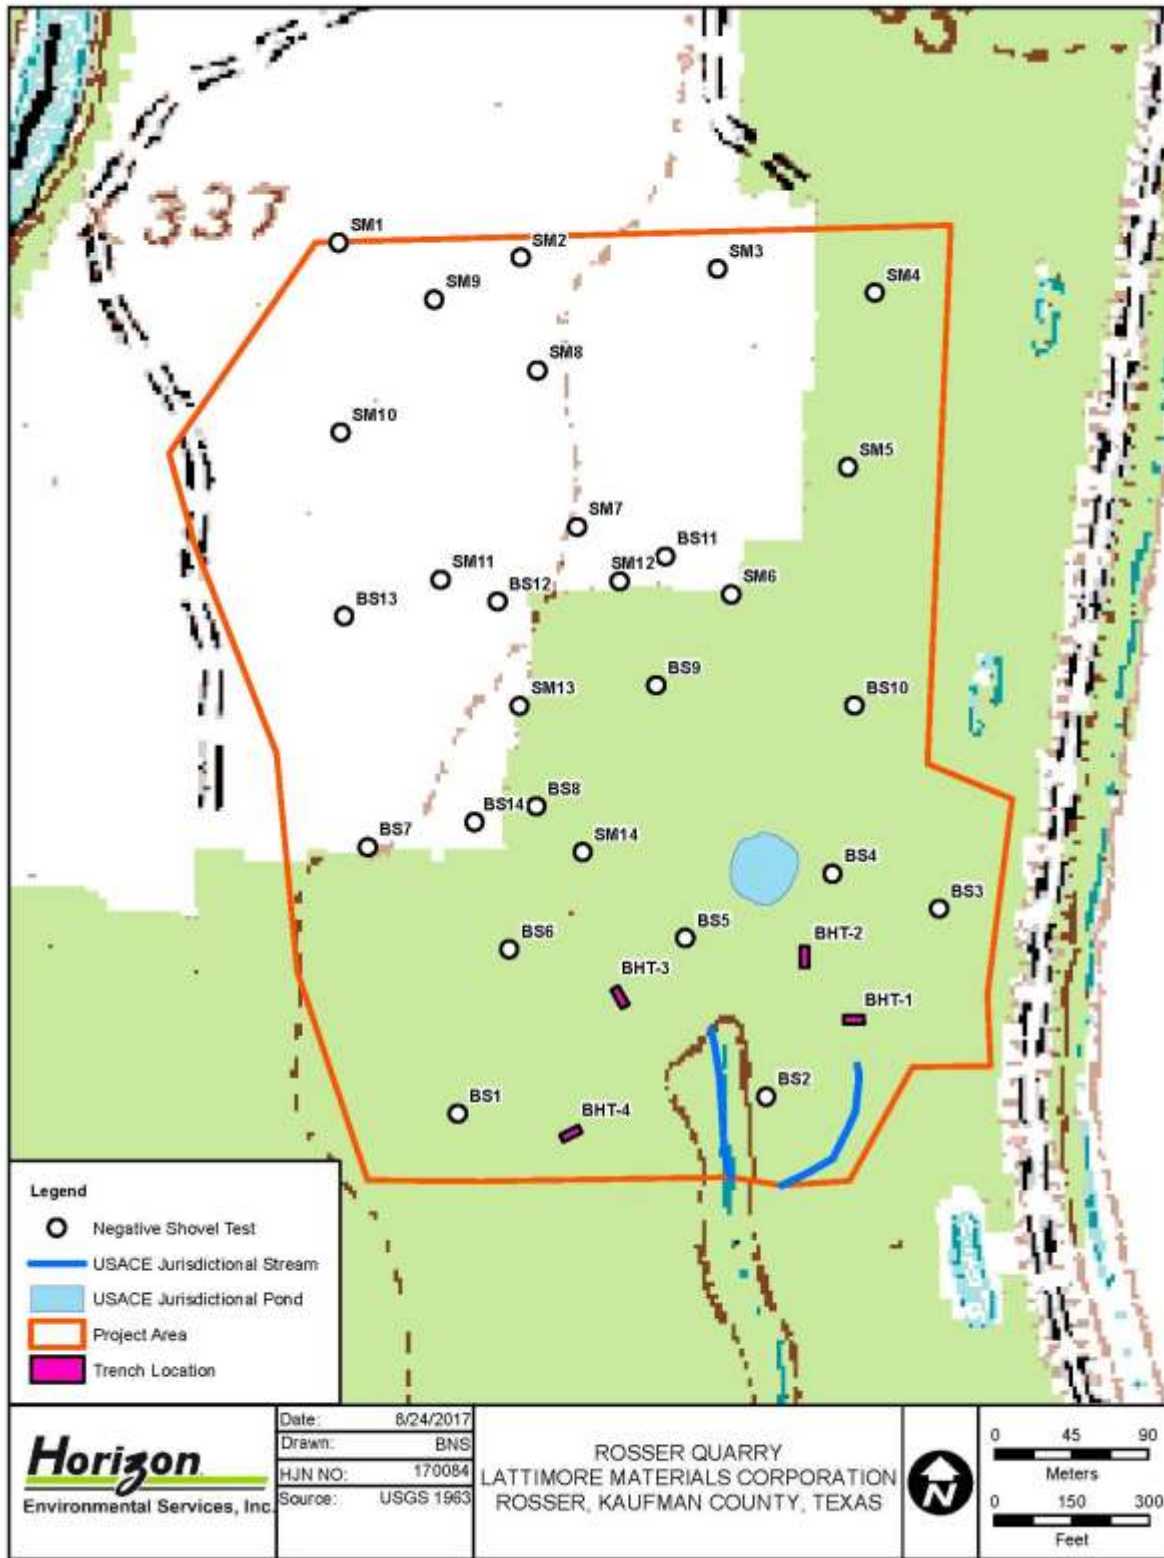 337
SM1
SM2
SM3
SM4
SM9
SM8
SM10
SM5
SM7
BS11
SM11
SM12
BS12
SM6
BS13
BS9
SM13
BS10
BS8
BS14
BS7
SM14
BS4
BS3
BS5
BS6
BHT-2
BHT-3
BHT-1
BS2
BS1
BHT-4
Legend
Negative Shovel Test
USACE Jurisdictional Stream
USACE Jurisdictional Pond
Project Area
Trench Location
Horizon
Environmental Services, Inc.
Date: 8/24/2017
Drawn: BNS
HJN NO: 170084
Source: USGS 1963
ROSSER QUARRY
LATTIMORE MATERIALS CORPORATION
ROSSER, KAUFMAN COUNTY, TEXAS
N
0 45 90
Meters
0 150 300
Feet